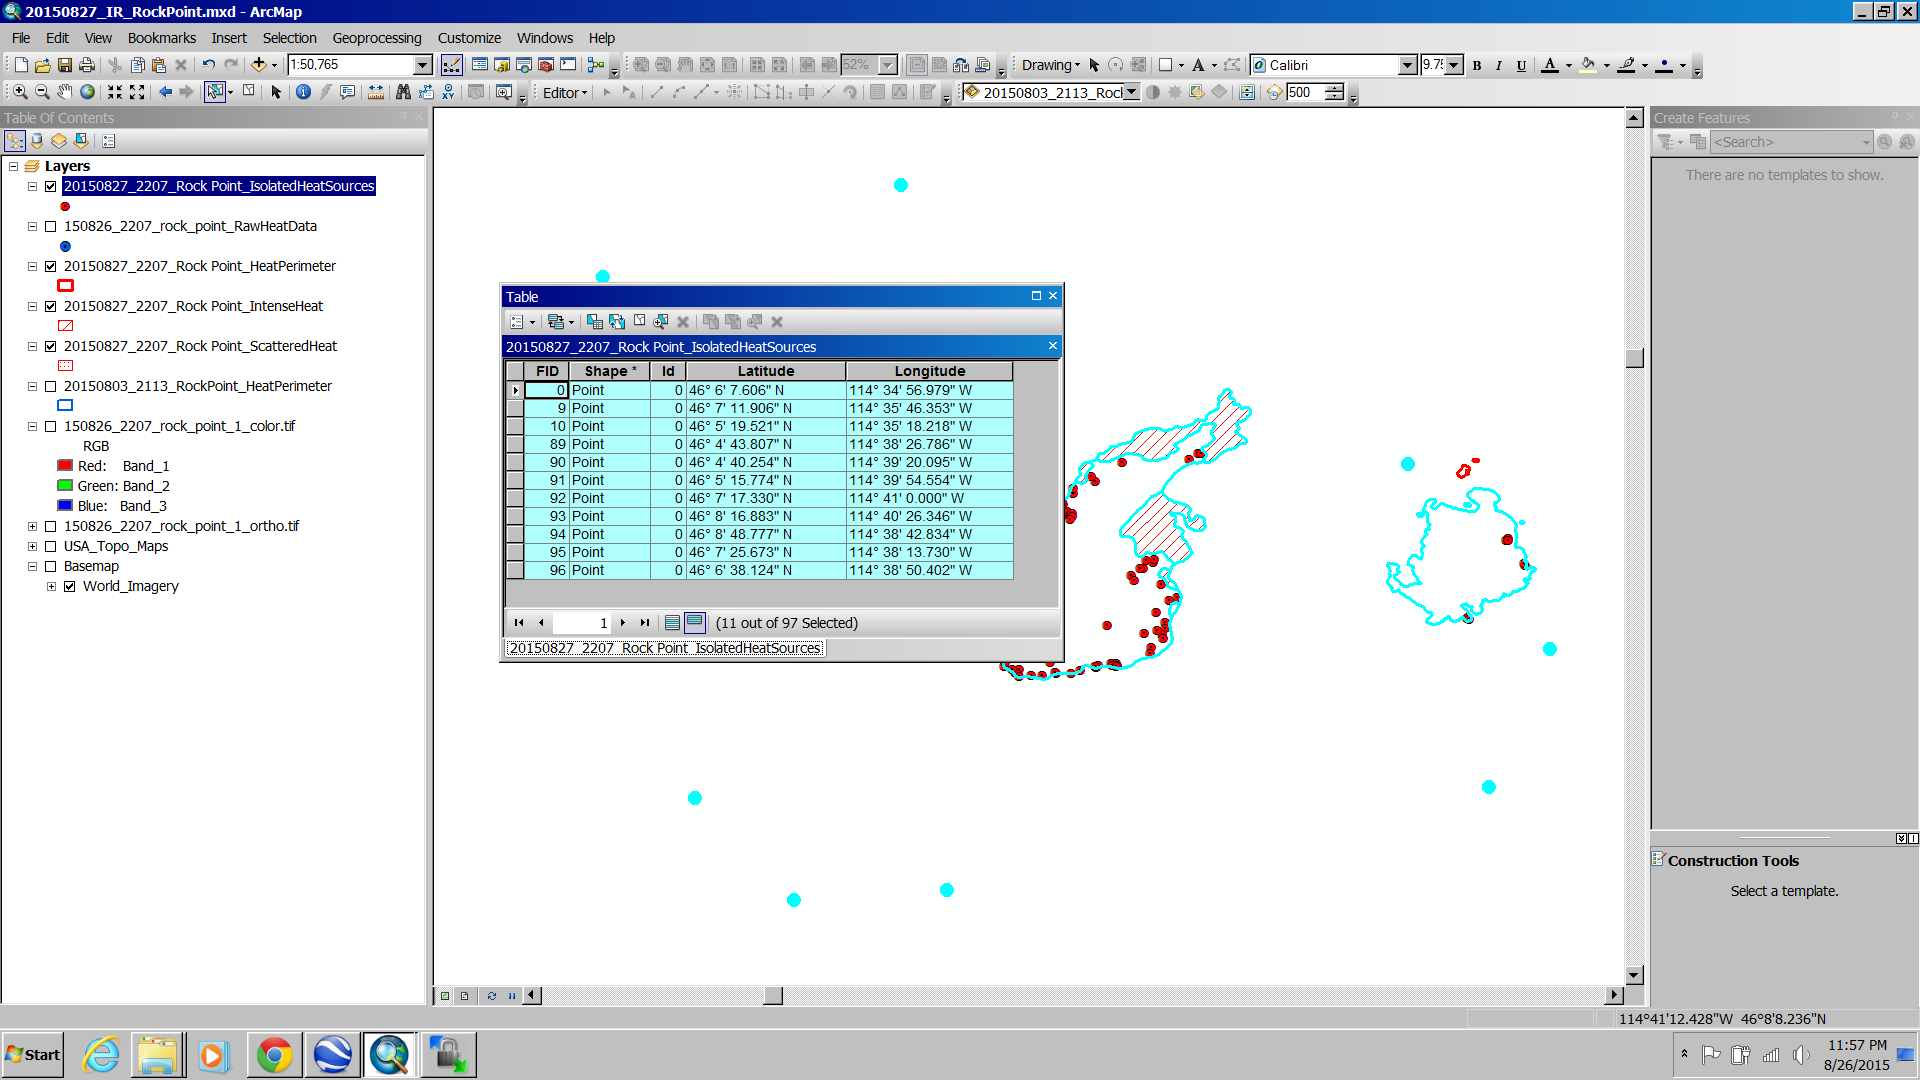 20150827_IR_RockPoint.mxd - ArcMap
File Edit View Bookmarks Insert Selection Geoprocessing Customize Windows Help
1:50,765
52%
Drawing
Calibri
B I U A
Editor
20150803_2113_Rocl
500
Table Of Contents
Layers
20150827_2207_Rock Point_IsolatedHeatSources
150826_2207_rock_point_RawHeatData
20150827_2207_Rock Point_HeatPerimeter
20150827_2207_Rock Point_IntenseHeat
20150827_2207_Rock Point_ScatteredHeat
20150803_2113_RockPoint_HeatPerimeter
150826_2207_rock_point_1_color.tif
RGB
Red: Band_1
Green: Band_2
Blue: Band_3
150826_2207_rock_point_1_ortho.tif
USA_Topo_Maps
Basemap
World_Imagery
Table
20150827_2207_Rock Point_IsolatedHeatSources
FID Shape * Id Latitude Longitude
0 Point 0 46° 6' 7.606" N 114° 34' 56.979" W
9 Point 0 46° 7' 11.906" N 114° 35' 46.353" W
10 Point 0 46° 5' 19.521" N 114° 35' 18.218" W
89 Point 0 46° 4' 43.807" N 114° 38' 26.786" W
90 Point 0 46° 4' 40.254" N 114° 39' 20.095" W
91 Point 0 46° 5' 15.774" N 114° 39' 54.554" W
92 Point 0 46° 7' 17.330" N 114° 41' 0.000" W
93 Point 0 46° 8' 16.883" N 114° 40' 26.346" W
94 Point 0 46° 8' 48.777" N 114° 38' 42.834" W
95 Point 0 46° 7' 25.673" N 114° 38' 13.730" W
96 Point 0 46° 6' 38.124" N 114° 38' 50.402" W
1
(11 out of 97 Selected)
20150827_2207_Rock Point_IsolatedHeatSources
Create Features
<Search>
There are no templates to show.
Construction Tools
Select a template.
114°41'12.428"W 46°8'8.236"N
Start
11:57 PM
8/26/2015